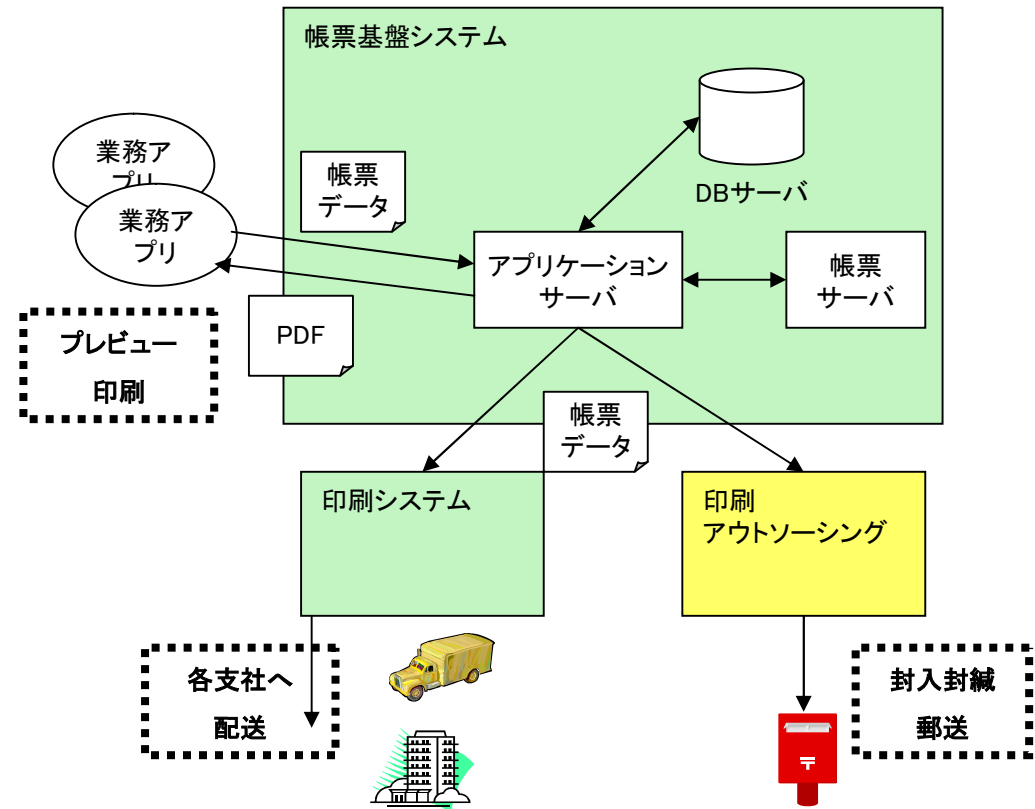 帳票基盤システム
業務ア
プリ
業務ア
プリ
帳票
データ
DBサーバ
アプリケーション
サーバ
帳票
サーバ
PDF
プレビュー
印刷
帳票
データ
印刷システム
印刷
アウトソーシング
各支社へ
配送
封入封緘
郵送
〒